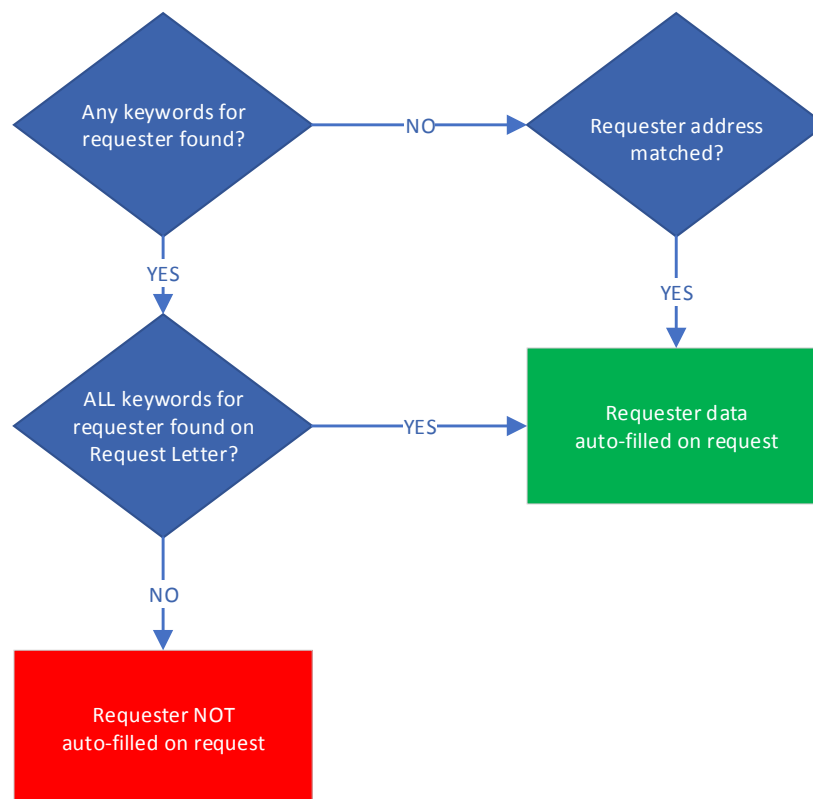 Any keywords for
requester found?
NO
Requester address
matched?
YES
YES
ALL keywords for
requester found on
Request Letter?
YES
Requester data
auto-filled on request
NO
Requester NOT
auto-filled on request